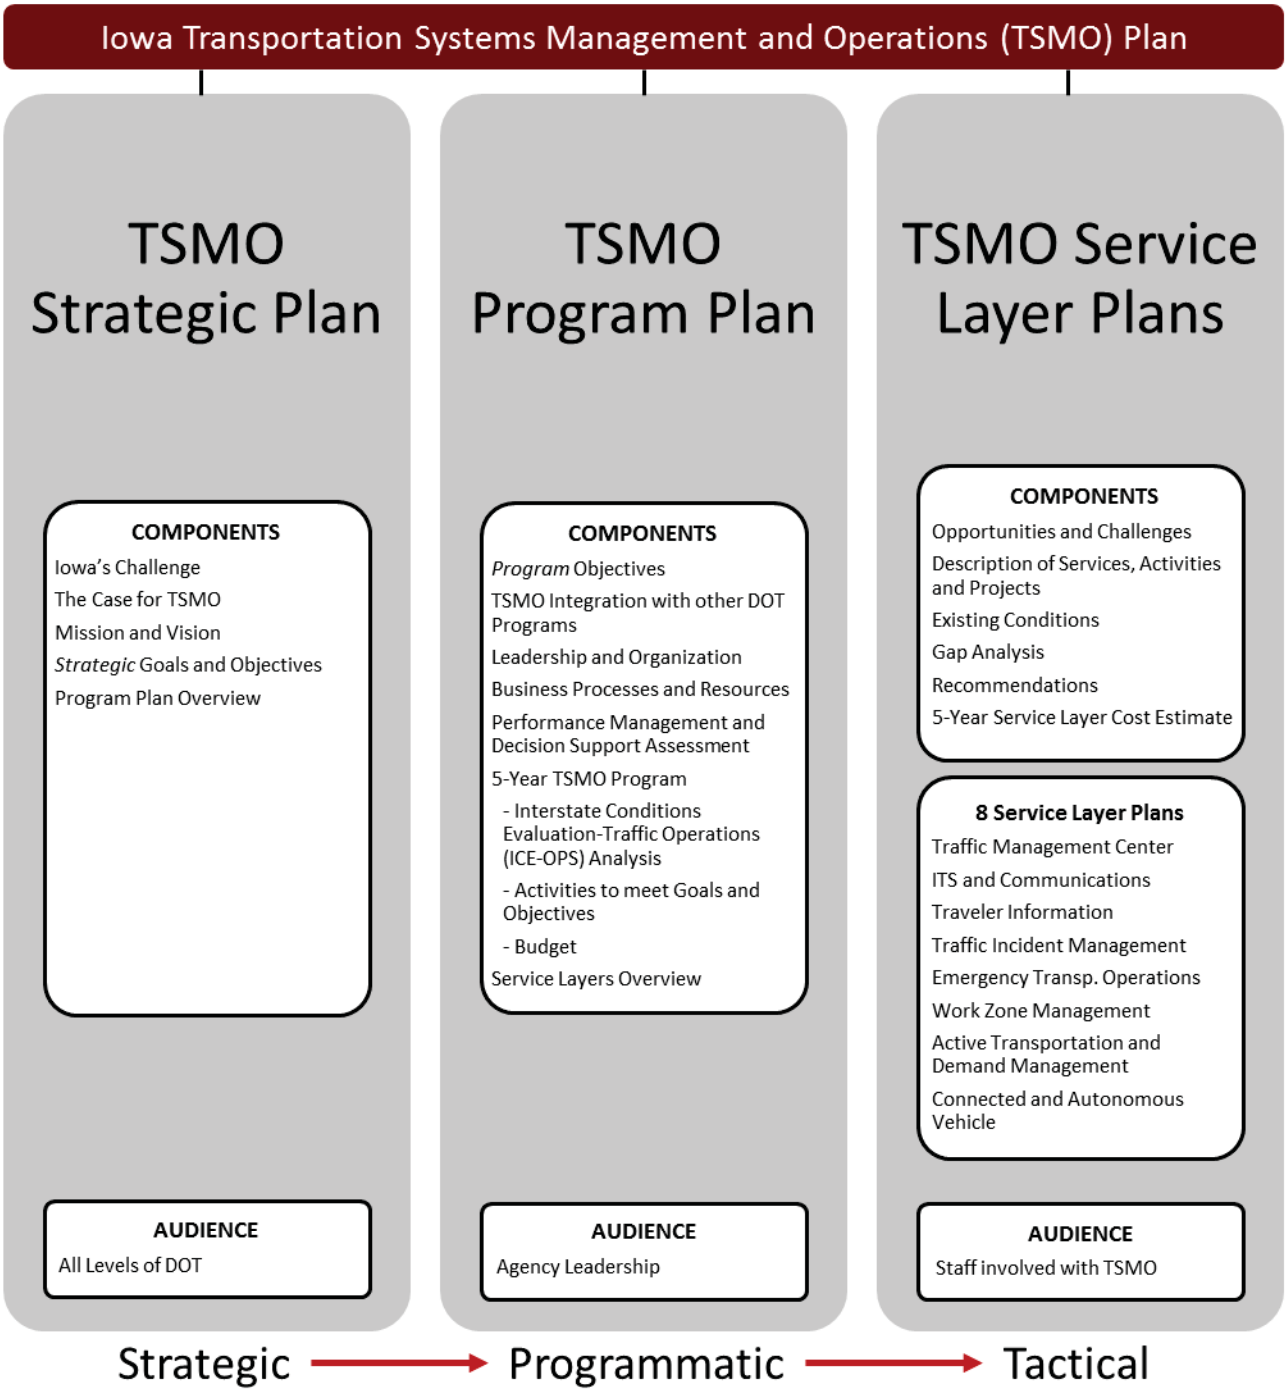 Iowa Transportation Systems Management and Operations (TSMO) Plan
TSMO
Strategic Plan
COMPONENTS
Iowa’s Challenge
The Case for TSMO
Mission and Vision
Strategic Goals and Objectives
Program Plan Overview
AUDIENCE
All Levels of DOT
TSMO
Program Plan
COMPONENTS
Program Objectives
TSMO Integration with other DOT
Programs
Leadership and Organization
Business Processes and Resources
Performance Management and
Decision Support Assessment
5-Year TSMO Program
- Interstate Conditions
Evaluation-Traffic Operations
(ICE-OPS) Analysis
- Activities to meet Goals and
Objectives
- Budget
Service Layers Overview
AUDIENCE
Agency Leadership
TSMO Service
Layer Plans
COMPONENTS
Opportunities and Challenges
Description of Services, Activities
and Projects
Existing Conditions
Gap Analysis
Recommendations
5-Year Service Layer Cost Estimate
8 Service Layer Plans
Traffic Management Center
ITS and Communications
Traveler Information
Traffic Incident Management
Emergency Transp. Operations
Work Zone Management
Active Transportation and
Demand Management
Connected and Autonomous
Vehicle
AUDIENCE
Staff involved with TSMO
Strategic
Programmatic
Tactical